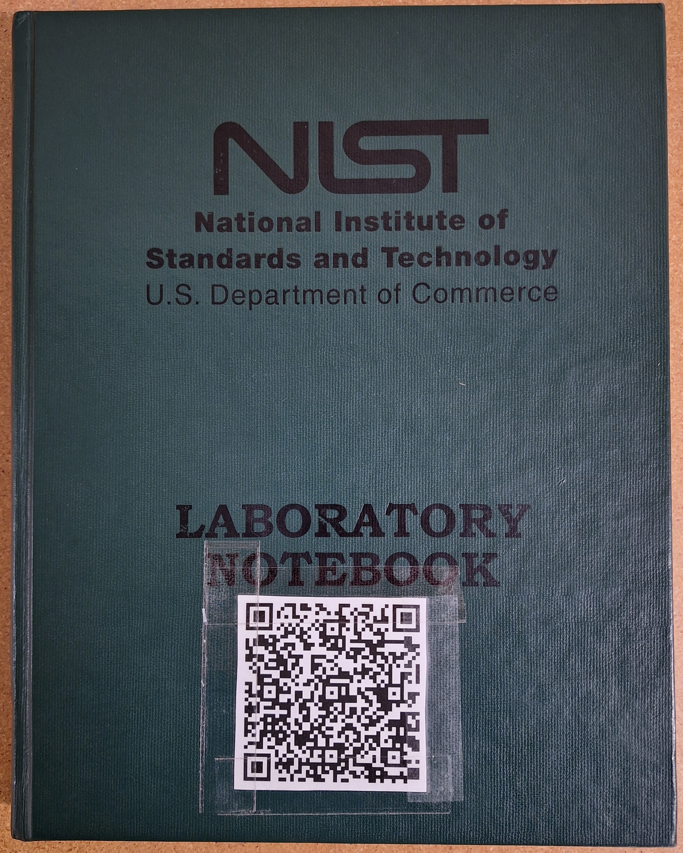 NIST
National Institute of
Standards and Technology
U.S. Department of Commerce
LABORATORY
NOTEBOOK